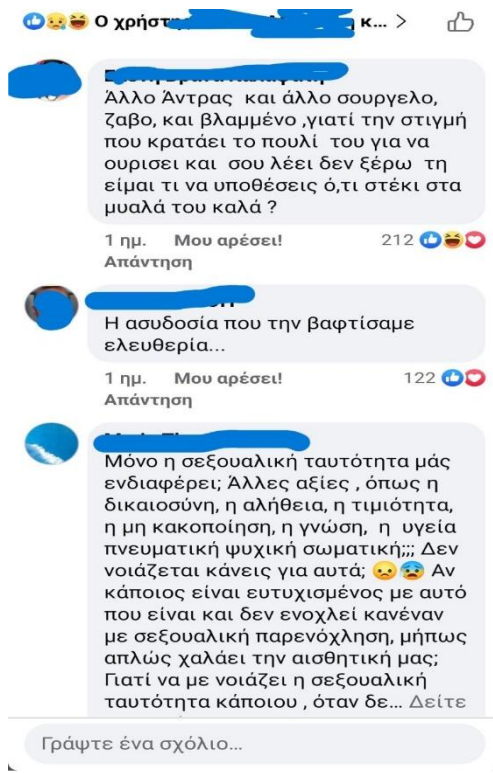 Ο χρήστης κ...
Άλλο Άντρας και άλλο σουργελο,
ζαβο, και βλαμμένο ,γιατί την στιγμή
που κρατάει το πουλί του για να
ουρισει και σου λέει δεν ξέρω τη
είμαι τι να υποθέσεις ό,τι στέκι στα
μυαλά του καλά ?
1 ημ. Μου αρέσει! 212
Απάντηση
Η ασυδοσία που την βαφτίσαμε
ελευθερία...
1 ημ. Μου αρέσει! 122
Απάντηση
Μόνο η σεξουαλική ταυτότητα μάς
ενδιαφέρει; Άλλες αξίες , όπως η
δικαιοσύνη, η αλήθεια, η τιμιότητα,
η μη κακοποίηση, η γνώση, η υγεία
πνευματική ψυχική σωματική;;; Δεν
νοιάζεται κάνεις για αυτά; 😞😰 Αν
κάποιος είναι ευτυχισμένος με αυτό
που είναι και δεν ενοχλεί κανέναν
με σεξουαλική παρενόχληση, μήπως
απλώς χαλάει την αισθητική μας;
Γιατί να με νοιάζει η σεξουαλική
ταυτότητα κάποιου , όταν δε... Δείτε
Γράψτε ένα σχόλιο...